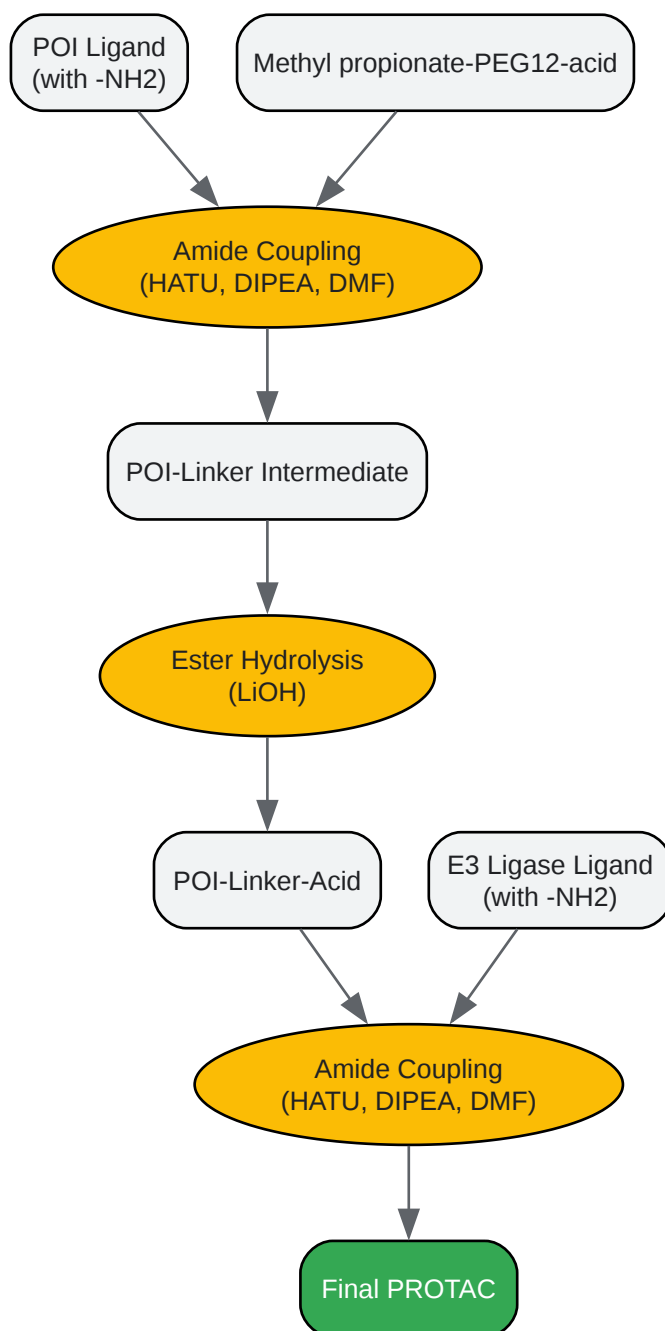 POI Ligand
(with -NH2)
Methyl propionate-PEG12-acid
Amide Coupling
(HATU, DIPEA, DMF)
POI-Linker Intermediate
Ester Hydrolysis
(LiOH)
POI-Linker-Acid
E3 Ligase Ligand
(with -NH2)
Amide Coupling
(HATU, DIPEA, DMF)
Final PROTAC